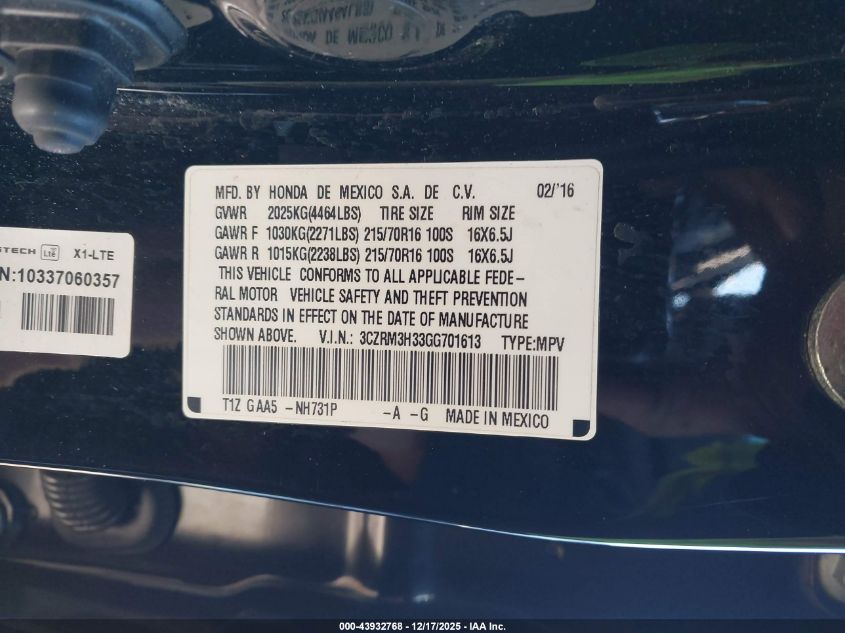 MFD. BY HONDA DE MEXICO S.A. DE C.V. 02/'16
GVWR 2025KG(4464LBS) TIRE SIZE RIM SIZE
GAWR F 1030KG(2271LBS) 215/70R16 100S 16X6.5J
GAWR R 1015KG(2238LBS) 215/70R16 100S 16X6.5J
THIS VEHICLE CONFORMS TO ALL APPLICABLE FEDE-
RAL MOTOR VEHICLE SAFETY AND THEFT PREVENTION
STANDARDS IN EFFECT ON THE DATE OF MANUFACTURE
SHOWN ABOVE. V.I.N.: 3CZRM3H33GG701613 TYPE:MPV
T1Z GAA5 -NH731P -A -G MADE IN MEXICO
STECH LTE X1-LTE
N:10337060357
000-43932768 - 12/17/2025 - IAA Inc.